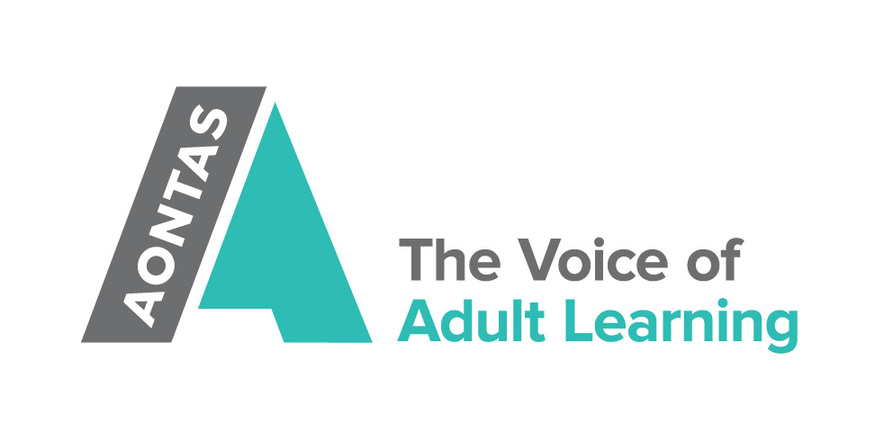 AONTAS
The Voice of
Adult Learning